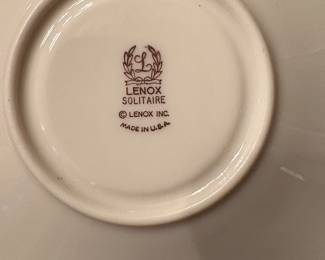 L
LENOX
SOLITAIRE
© LENOX INC.
MADE IN U.S.A.